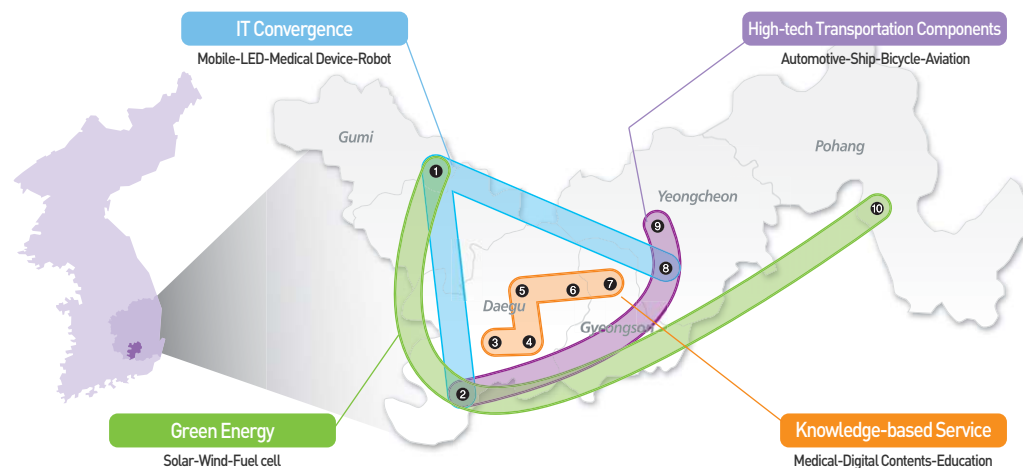 IT Convergence
Mobile-LED-Medical Device-Robot
High-tech Transportation Components
Automotive-Ship-Bicycle-Aviation
Gumi
Pohang
1
Yeongcheon
10
9
8
7
6
5
Daegu
Gyeongsan
3
4
2
Green Energy
Solar-Wind-Fuel cell
Knowledge-based Service
Medical-Digital Contents-Education